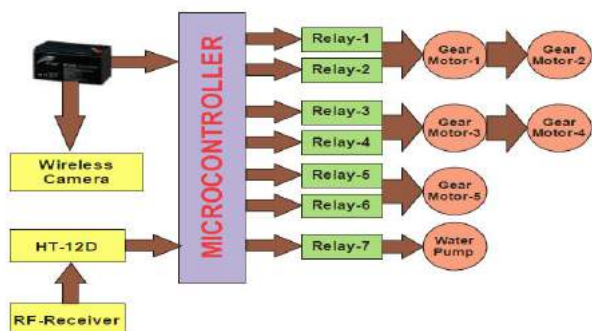 Relay-1
Relay-2
Gear
Motor-1
Gear
Motor-2
Relay-3
Relay-4
Gear
Motor-3
Gear
Motor-4
Wireless
Camera
MICROCONTROLLER
Relay-5
Relay-6
Gear
Motor-5
HT-12D
Relay-7
Water
Pump
RF-Receiver